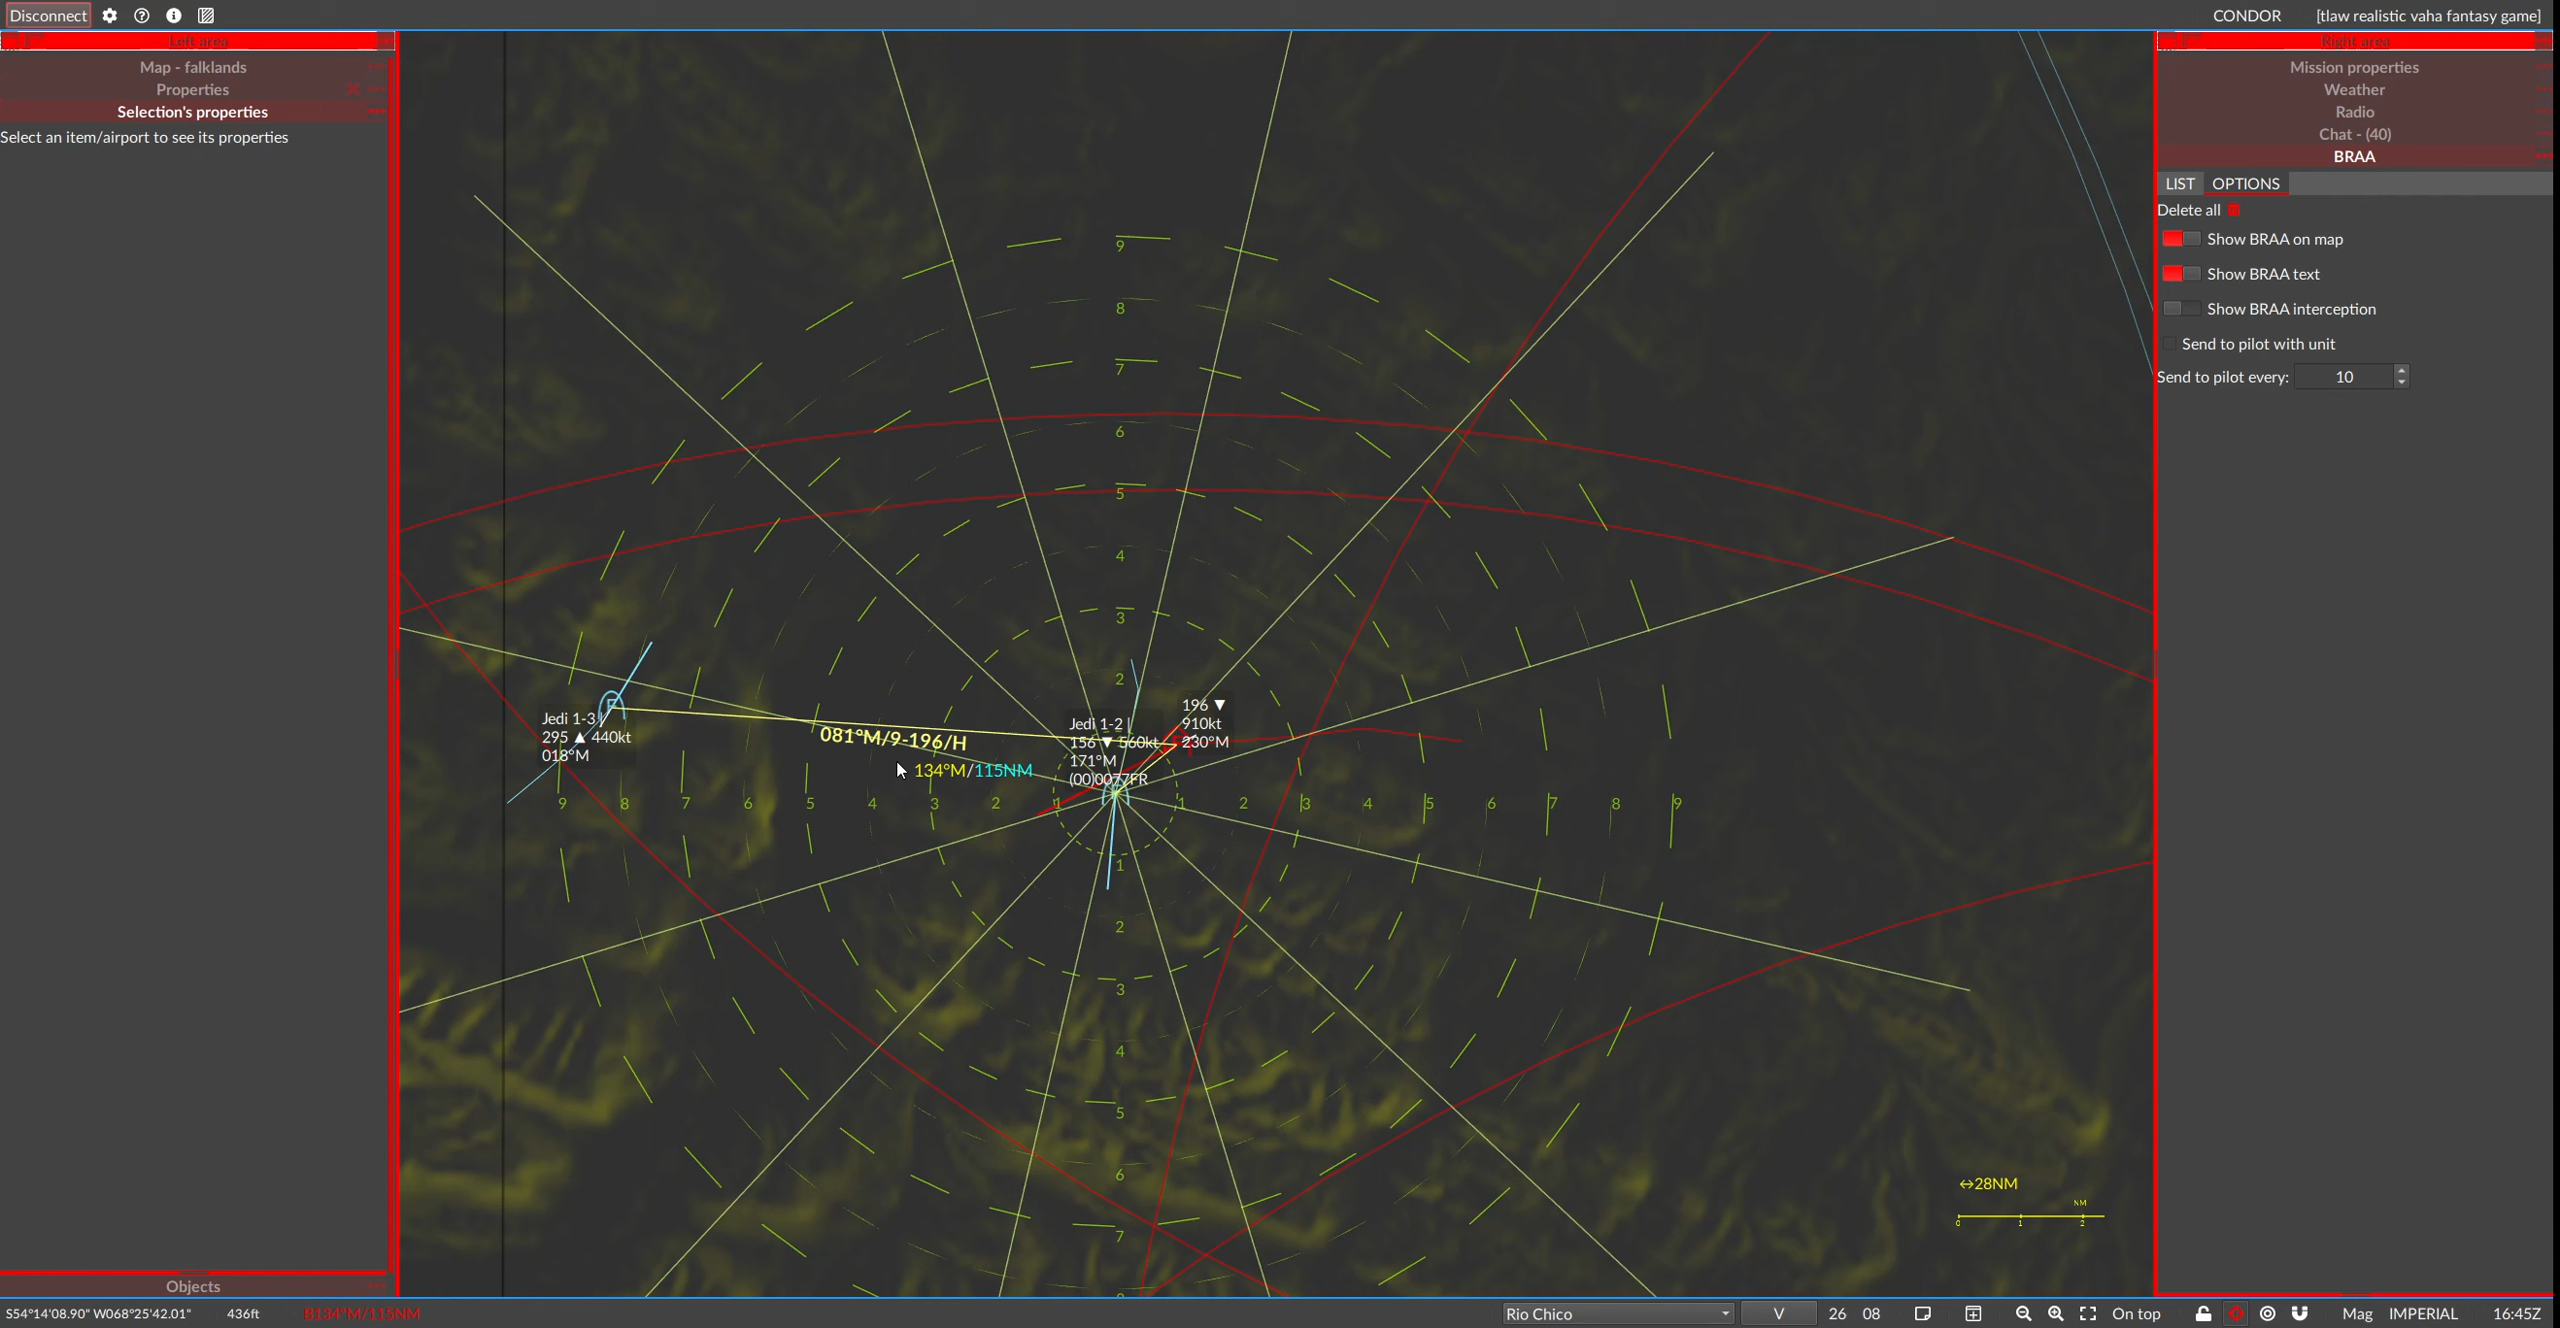 Disconnect
CONDOR [tlaw realistic vaha fantasy game]
Left area
Map - falklands
Properties
Selection's properties
Select an item/airport to see its properties
Objects
Right area
Mission properties
Weather
Radio
Chat - (40)
BRAA
LIST OPTIONS
Delete all
Show BRAA on map
Show BRAA text
Show BRAA interception
Send to pilot with unit
Send to pilot every: 10
9
8
7
6
5
4
3
2
196 ▼
910kt
230°M
Jedi 1-3
295 ▲ 440kt
018°M
Jedi 1-2
156 ▼ 560kt
171°M
(00)0077FR
081°M/9-196/H
134°M/115NM
9 8 7 6 5 4 3 2 1 1 2 3 4 5 6 7 8 9
1
2
3
4
5
6
7
↔28NM
NM
0 1 2
S54°14'08.90" W068°25'42.01" 436ft B134°M/115NM
Rio Chico V 26 08 On top Mag IMPERIAL 16:45Z